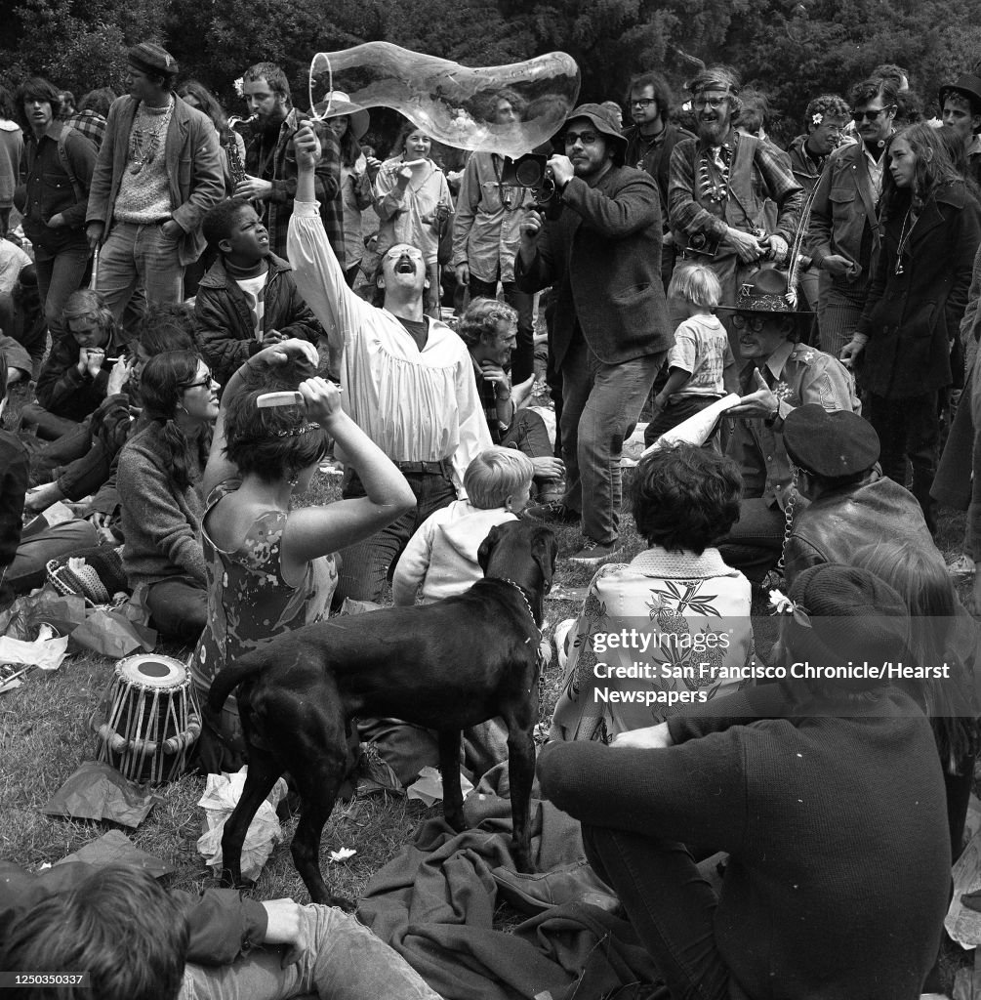 gettyimages
Credit: San Francisco Chronicle/Hearst
Newspapers
1250350337